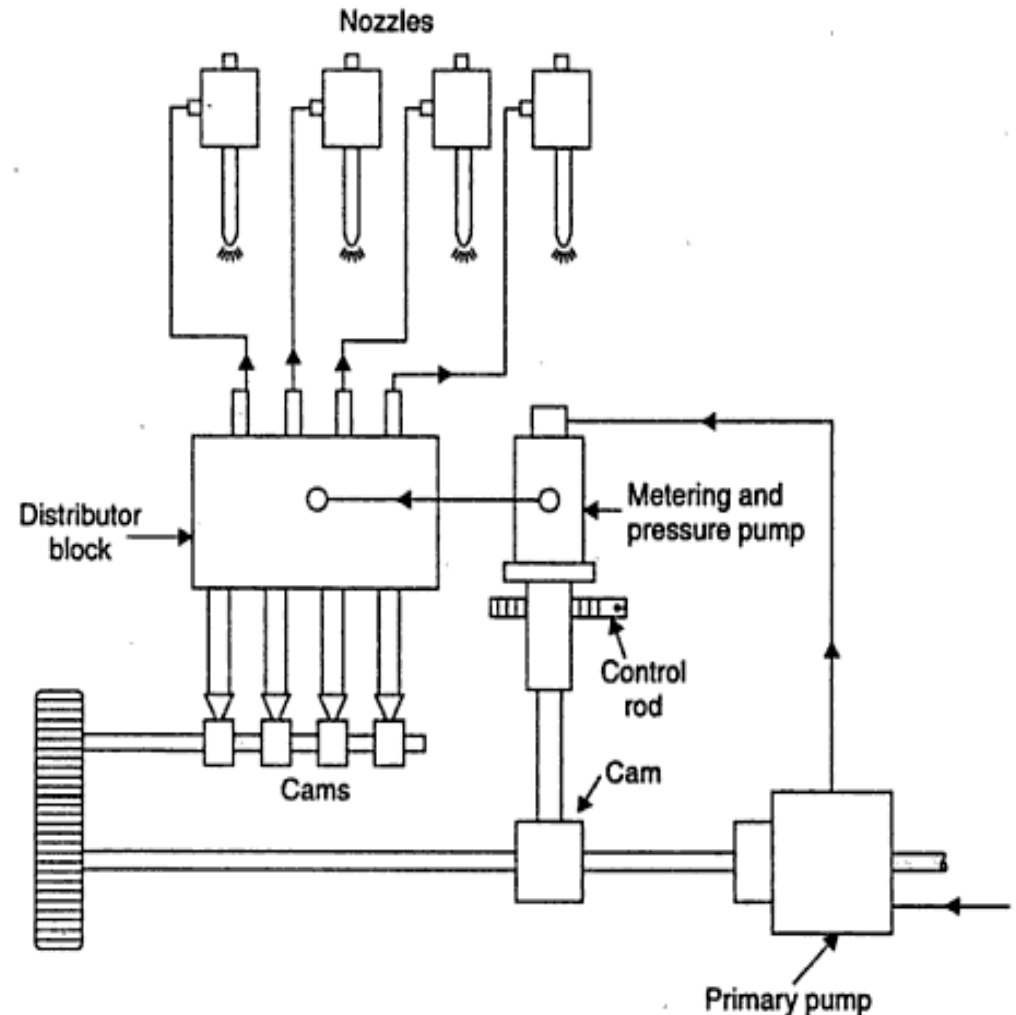 Nozzles
Distributor
block
Metering and
pressure pump
Control
rod
Cams
Cam
Primary pump